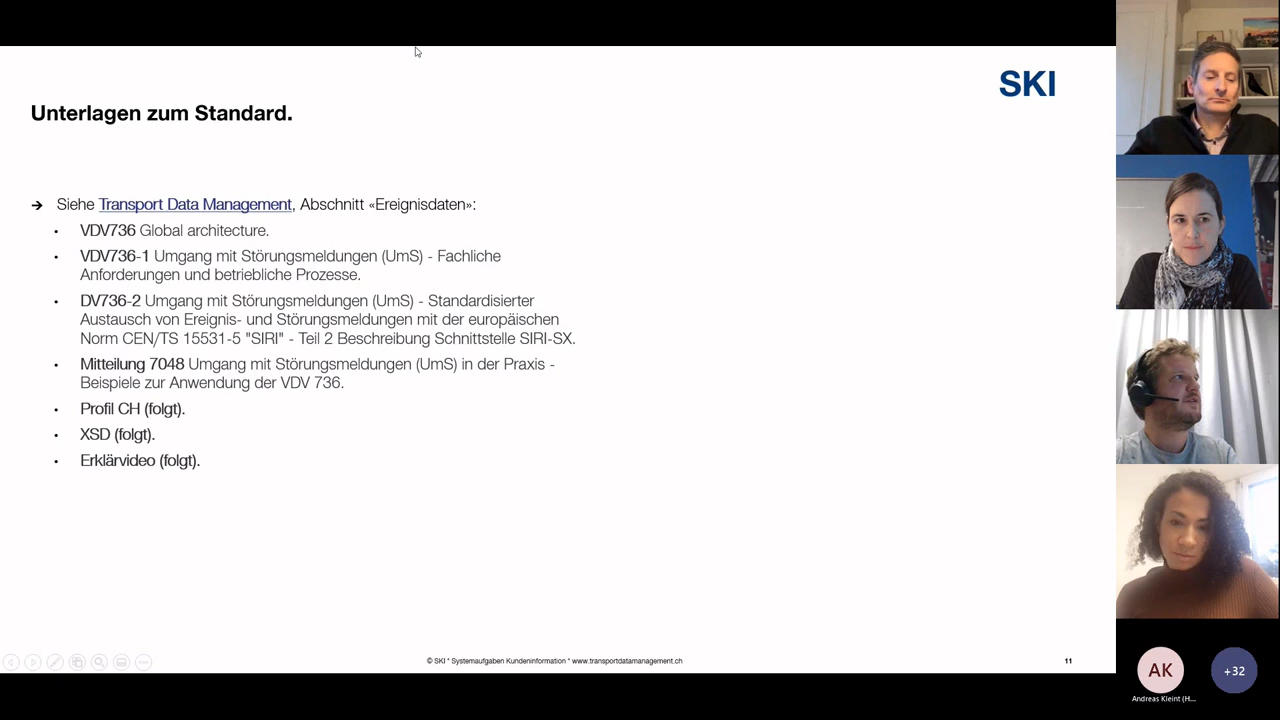 SKI
Unterlagen zum Standard.
→ Siehe Transport Data Management, Abschnitt «Ereignisdaten»:
• VDV736 Global architecture.
• VDV736-1 Umgang mit Störungsmeldungen (UmS) - Fachliche
Anforderungen und betriebliche Prozesse.
• DV736-2 Umgang mit Störungsmeldungen (UmS) - Standardisierter
Austausch von Ereignis- und Störungsmeldungen mit der europäischen
Norm CEN/TS 15531-5 "SIRI" - Teil 2 Beschreibung Schnittstelle SIRI-SX.
• Mitteilung 7048 Umgang mit Störungsmeldungen (UmS) in der Praxis -
Beispiele zur Anwendung der VDV 736.
• Profil CH (folgt).
• XSD (folgt).
• Erklärvideo (folgt).
© SKI * Systemaufgaben Kundeninformation * www.transportdatamanagement.ch
11
AK
+32
Andreas Kleint (H...